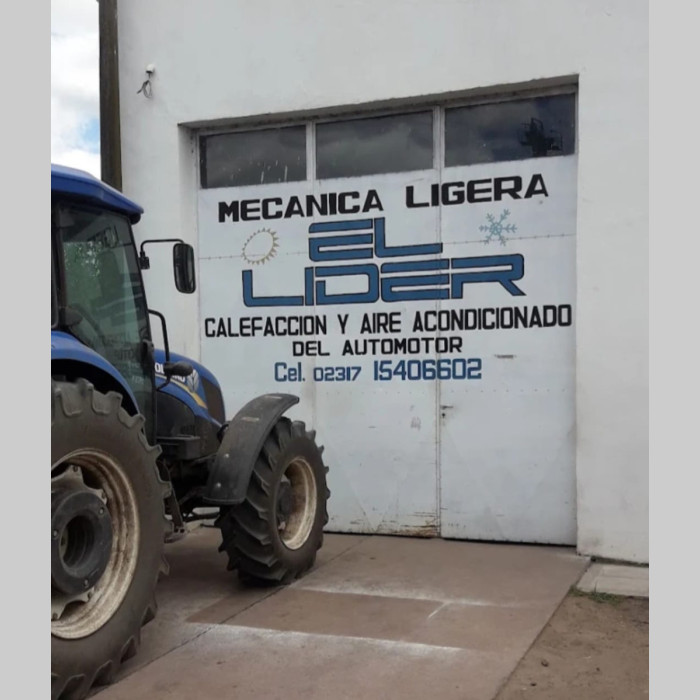 MECANICA LIGERA
EL
LIDER
CALEFACCION Y AIRE ACONDICIONADO
DEL AUTOMOTOR
Cel. 02317 15406602